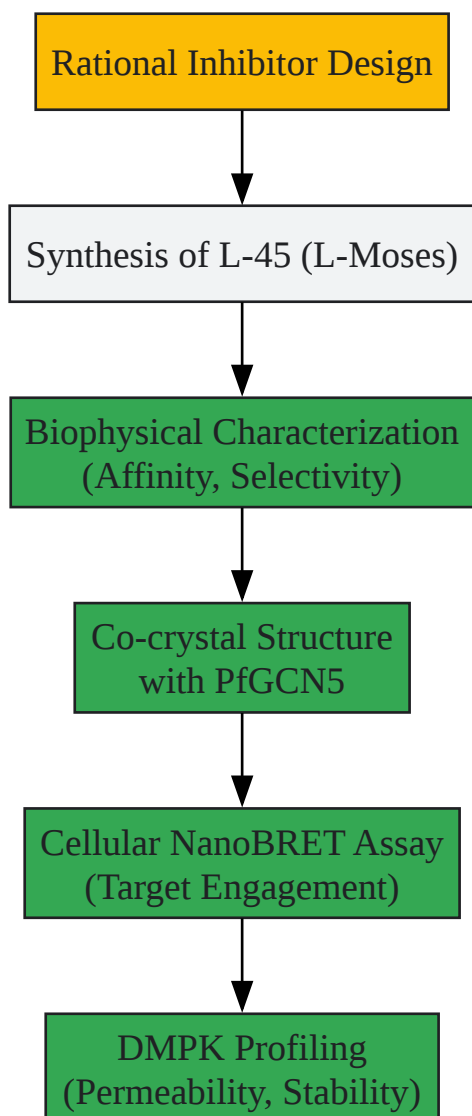 Rational Inhibitor Design
Synthesis of L-45 (L-Moses)
Biophysical Characterization
(Affinity, Selectivity)
Co-crystal Structure
with PfGCN5
Cellular NanoBRET Assay
(Target Engagement)
DMPK Profiling
(Permeability, Stability)